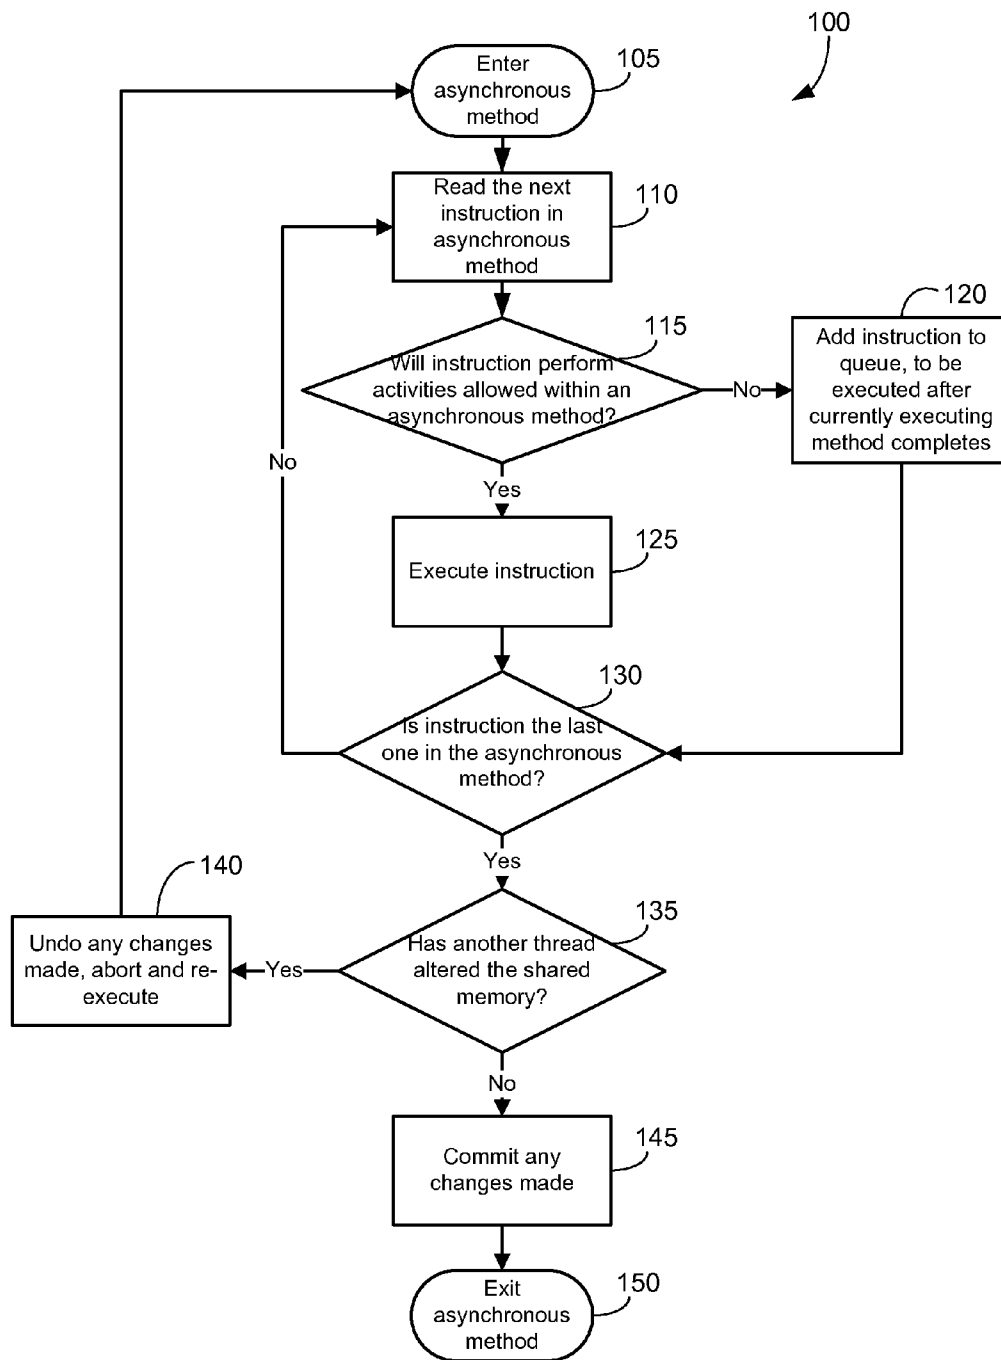 100
Enter
asynchronous
method
105
Read the next
instruction in
asynchronous
method
110
Will instruction perform
activities allowed within an
asynchronous method?
115
No
Add instruction to
queue, to be
executed after
currently executing
method completes
120
Yes
No
Execute instruction
125
Is instruction the last
one in the asynchronous
method?
130
Yes
Has another thread
altered the shared
memory?
135
Yes
Undo any changes
made, abort and re-
execute
140
No
Commit any
changes made
145
Exit
asynchronous
method
150